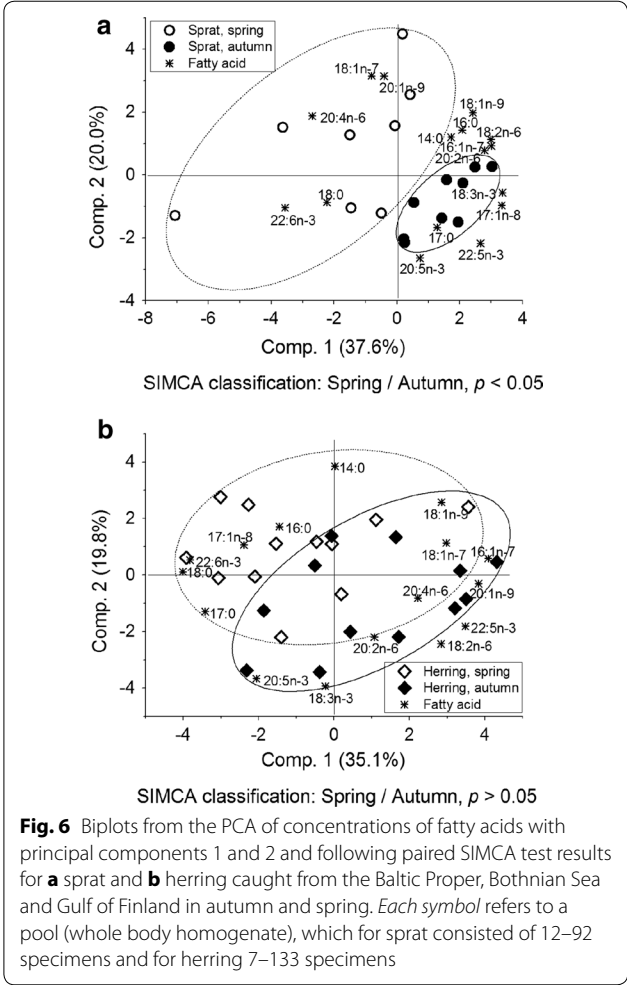 a
Sprat, spring
Sprat, autumn
Fatty acid
18:1n-7
20:1n-9
20:4n-6
18:1n-9
16:0
14:0
18:2n-6
16:1n-7
20:2n-6
18:0
22:6n-3
18:3n-3
17:1n-8
17:0
22:5n-3
20:5n-3
4
2
0
-2
-4
-8 -6 -4 -2 0 2 4
Comp. 2 (20.0%)
Comp. 1 (37.6%)
SIMCA classification: Spring / Autumn, p < 0.05
b
14:0
18:1n-9
16:0
17:1n-8
18:1n-7
16:1n-7
22:6n-3
18:0
20:1n-9
20:4n-6
17:0
22:5n-3
20:2n-6
18:2n-6
20:5n-3
18:3n-3
Herring, spring
Herring, autumn
Fatty acid
4
2
0
-2
-4
-4 -2 0 2 4
Comp. 2 (19.8%)
Comp. 1 (35.1%)
SIMCA classification: Spring / Autumn, p > 0.05
Fig. 6 Biplots from the PCA of concentrations of fatty acids with
principal components 1 and 2 and following paired SIMCA test results
for a sprat and b herring caught from the Baltic Proper, Bothnian Sea
and Gulf of Finland in autumn and spring. Each symbol refers to a
pool (whole body homogenate), which for sprat consisted of 12–92
specimens and for herring 7–133 specimens